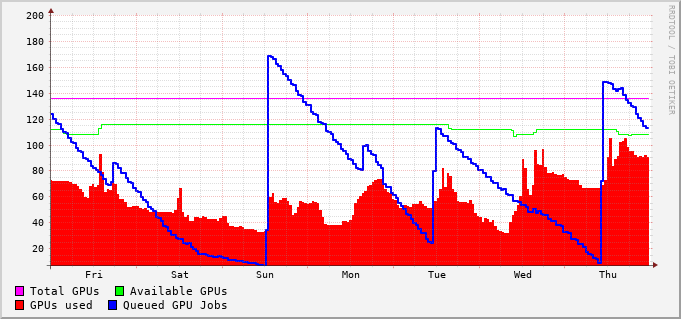 200
180
160
140
120
100
80
60
40
20
Fri Sat Sun Mon Tue Wed Thu
Total GPUs Available GPUs
GPUs used Queued GPU Jobs
RRDTOOL / TOBI OETIKER